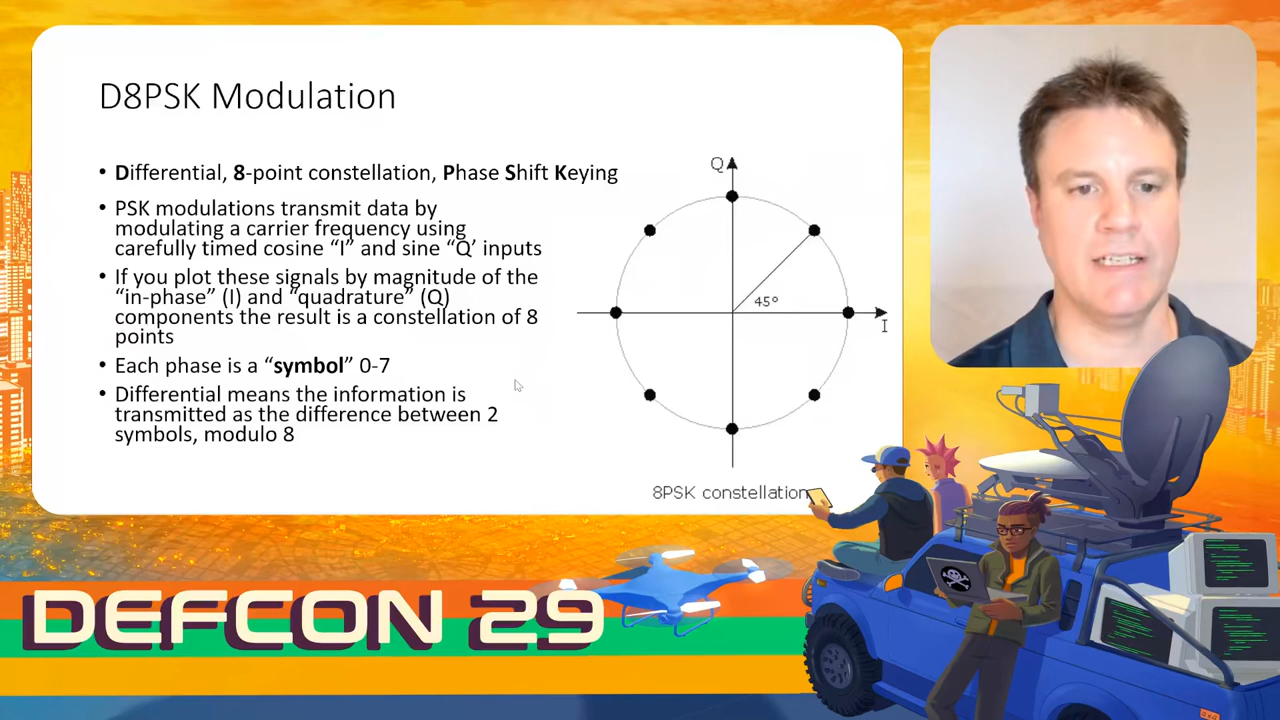 D8PSK Modulation
• Differential, 8-point constellation, Phase Shift Keying
• PSK modulations transmit data by
modulating a carrier frequency using
carefully timed cosine “I” and sine “Q’ inputs
• If you plot these signals by magnitude of the
“in-phase” (I) and “quadrature” (Q)
components the result is a constellation of 8
points
• Each phase is a “symbol” 0-7
• Differential means the information is
transmitted as the difference between 2
symbols, modulo 8
Q
45°
I
8PSK constellation
DEFCON 29